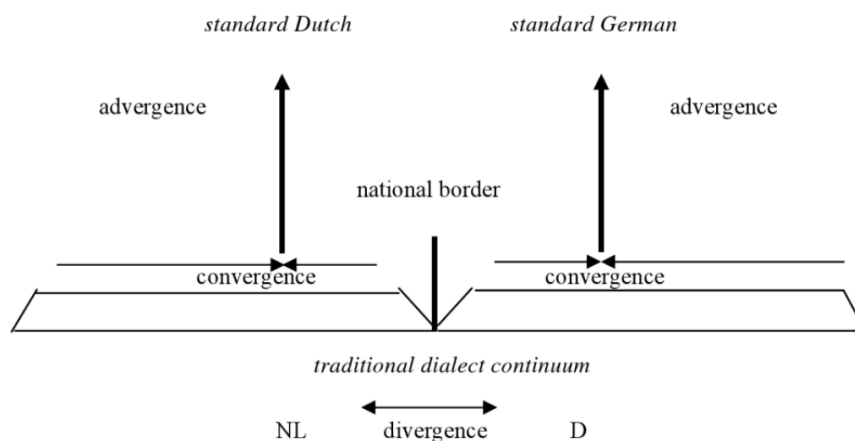 standard Dutch standard German
advergence advergence
national border
convergence convergence
traditional dialect continuum
NL divergence D